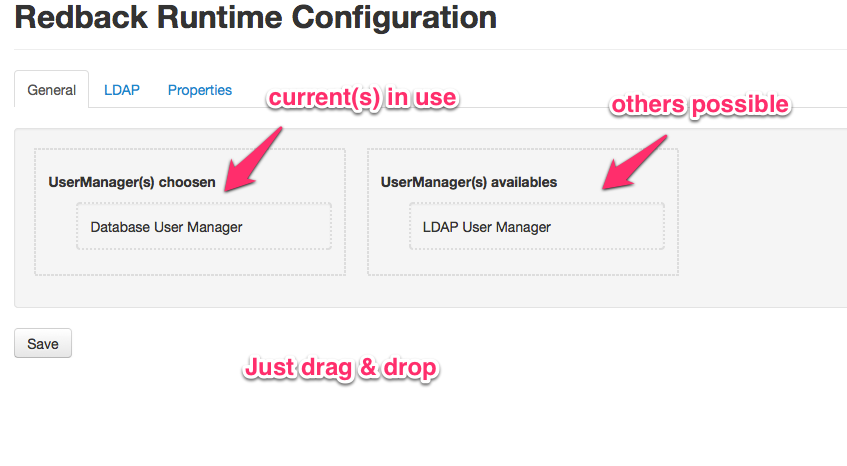 Redback Runtime Configuration
General LDAP Properties
current(s) in use
others possible
UserManager(s) choosen
Database User Manager
UserManager(s) availables
LDAP User Manager
Save
Just drag & drop